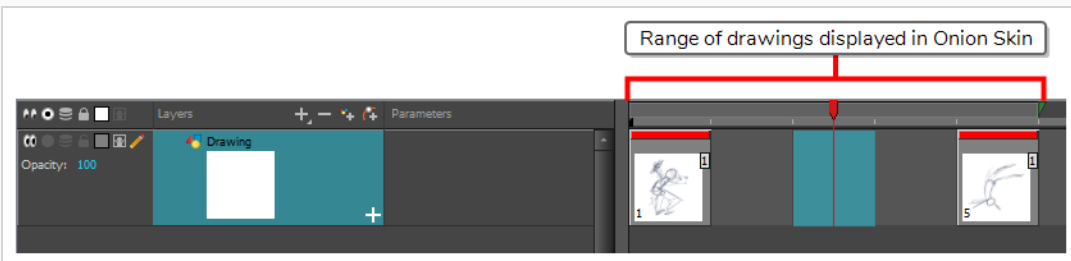 Range of drawings displayed in Onion Skin
Layers
Parameters
Drawing
Opacity: 100
1
1
1
5